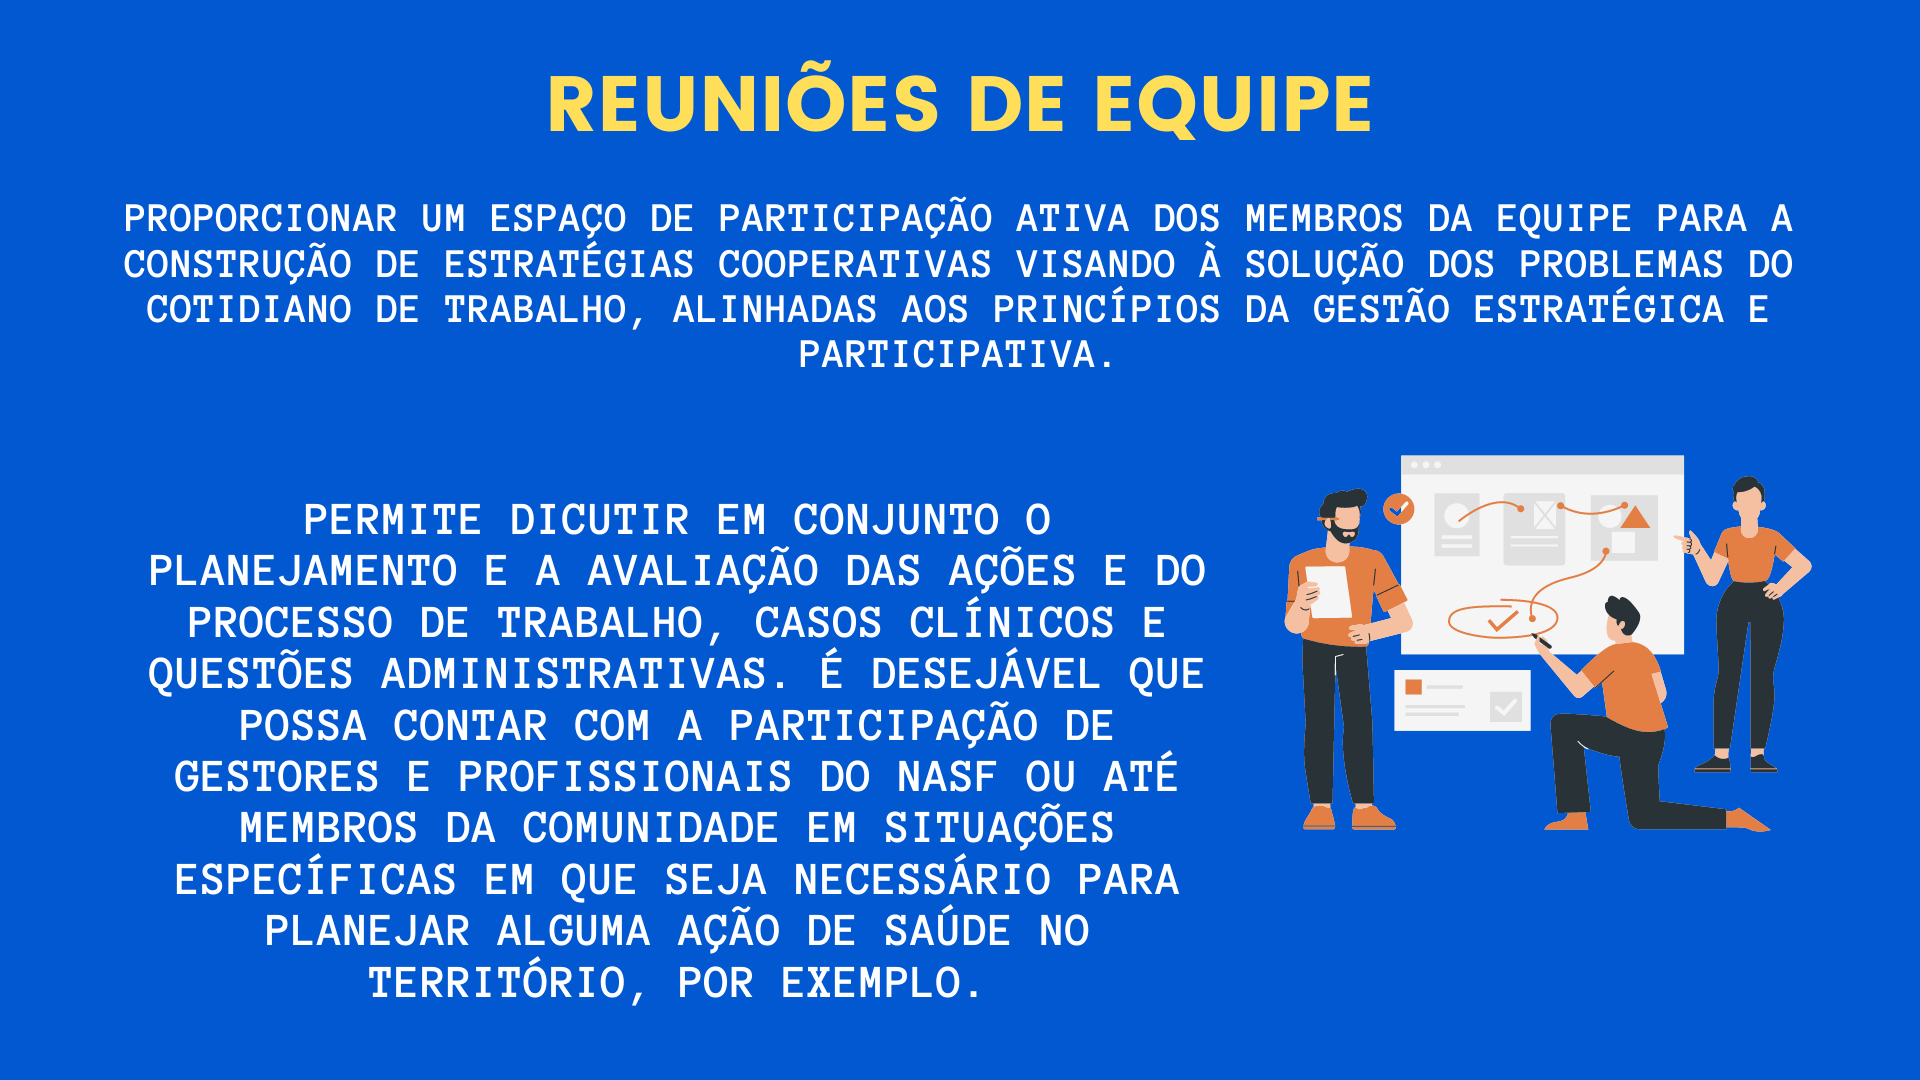 REUNIÕES DE EQUIPE
PROPORCIONAR UM ESPAÇO DE PARTICIPAÇÃO ATIVA DOS MEMBROS DA EQUIPE PARA A
CONSTRUÇÃO DE ESTRATÉGIAS COOPERATIVAS VISANDO À SOLUÇÃO DOS PROBLEMAS DO
COTIDIANO DE TRABALHO, ALINHADAS AOS PRINCÍPIOS DA GESTÃO ESTRATÉGICA E
PARTICIPATIVA.
PERMITE DICUTIR EM CONJUNTO O
PLANEJAMENTO E A AVALIAÇÃO DAS AÇÕES E DO
PROCESSO DE TRABALHO, CASOS CLÍNICOS E
QUESTÕES ADMINISTRATIVAS. É DESEJÁVEL QUE
POSSA CONTAR COM A PARTICIPAÇÃO DE
GESTORES E PROFISSIONAIS DO NASF OU ATÉ
MEMBROS DA COMUNIDADE EM SITUAÇÕES
ESPECÍFICAS EM QUE SEJA NECESSÁRIO PARA
PLANEJAR ALGUMA AÇÃO DE SAÚDE NO
TERRITÓRIO, POR EXEMPLO.